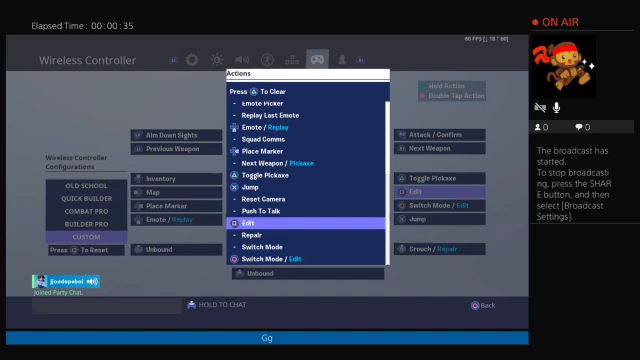 Elapsed Time : 00 : 00 : 35
60 FPS [, 18 ° 60]
Wireless Controller
Actions
Press To Clear
- Emote Picker
- Replay Last Emote
Emote / Replay
- Squad Comms
Place Marker
- Next Weapon / Pickaxe
Toggle Pickaxe
Jump
- Reset Camera
- Push To Talk
Edit
- Repair
- Switch Mode
Switch Mode / Edit
Unbound
Hold Action
Double Tap Action
Aim Down Sights
Previous Weapon
Wireless Controller
Configurations
OLD SCHOOL
QUICK BUILDER
COMBAT PRO
BUILDER PRO
CUSTOM
Press To Reset
Inventory
Map
Place Marker
Emote / Replay
Unbound
Attack / Confirm
Next Weapon
Toggle Pickaxe
Edit
Switch Mode / Edit
Jump
Crouch / Repair
Joined Party Chat.
HOLD TO CHAT
Back
Gg
ON AIR
0
0
The broadcast has
started.
To stop broadcasti
ng, press the SHAR
E button, and then
select [Broadcast
Settings].